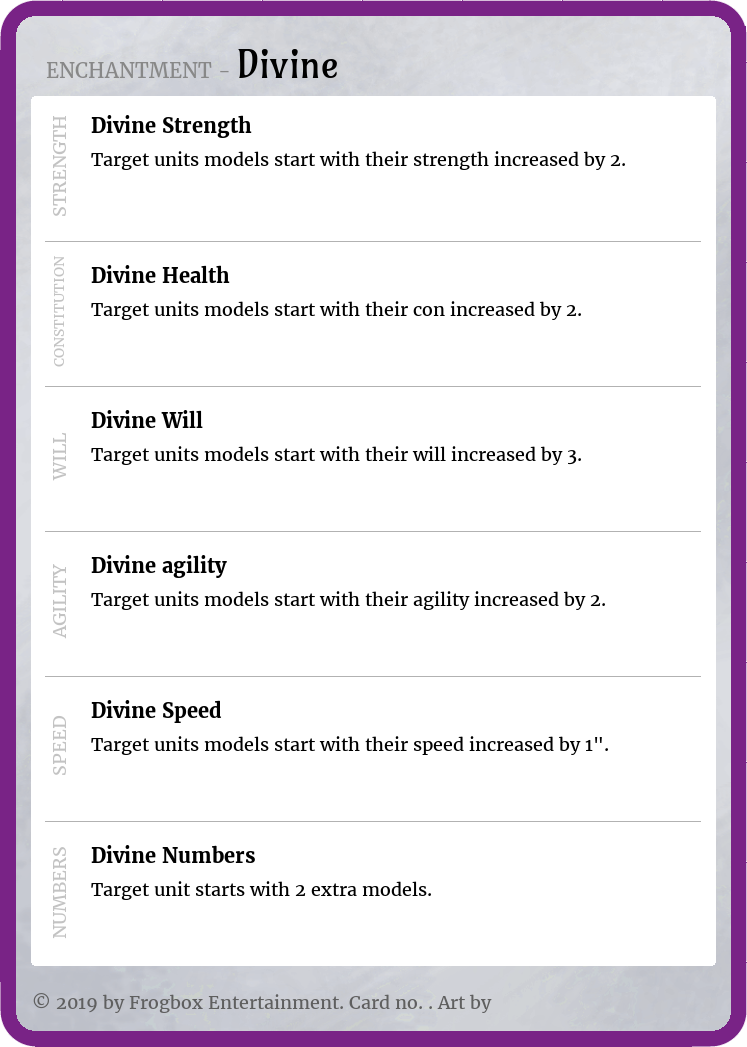 ENCHANTMENT - Divine
STRENGTH
Divine Strength
Target units models start with their strength increased by 2.
CONSTITUTION
Divine Health
Target units models start with their con increased by 2.
WILL
Divine Will
Target units models start with their will increased by 3.
AGILITY
Divine agility
Target units models start with their agility increased by 2.
SPEED
Divine Speed
Target units models start with their speed increased by 1".
NUMBERS
Divine Numbers
Target unit starts with 2 extra models.
© 2019 by Frogbox Entertainment. Card no. . Art by